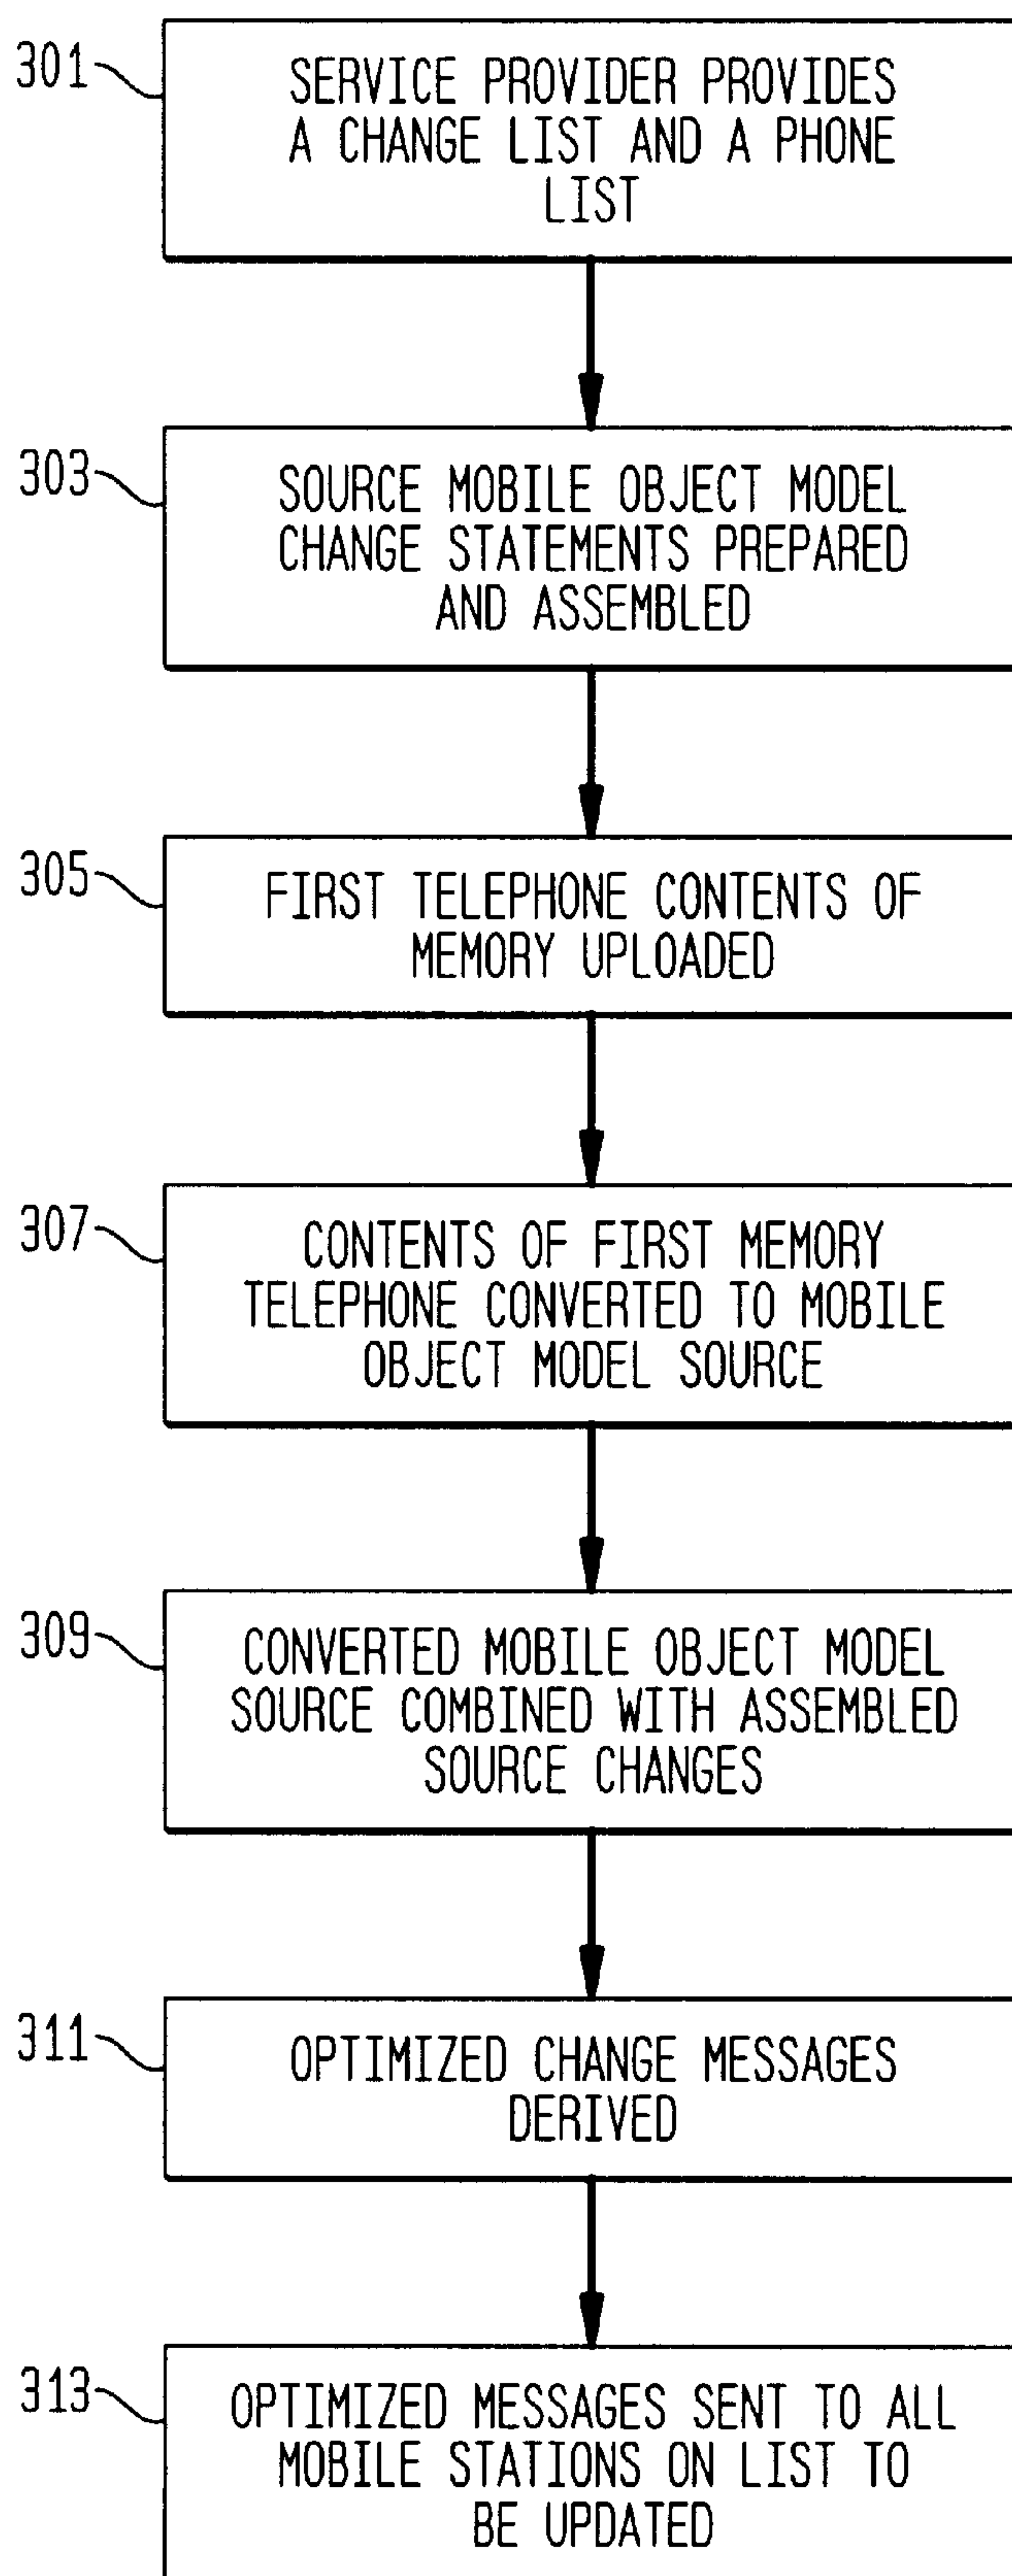 301
SERVICE PROVIDER PROVIDES
A CHANGE LIST AND A PHONE
LIST
303
SOURCE MOBILE OBJECT MODEL
CHANGE STATEMENTS PREPARED
AND ASSEMBLED
305
FIRST TELEPHONE CONTENTS OF
MEMORY UPLOADED
307
CONTENTS OF FIRST MEMORY
TELEPHONE CONVERTED TO MOBILE
OBJECT MODEL SOURCE
309
CONVERTED MOBILE OBJECT MODEL
SOURCE COMBINED WITH ASSEMBLED
SOURCE CHANGES
311
OPTIMIZED CHANGE MESSAGES
DERIVED
313
OPTIMIZED MESSAGES SENT TO ALL
MOBILE STATIONS ON LIST TO
BE UPDATED